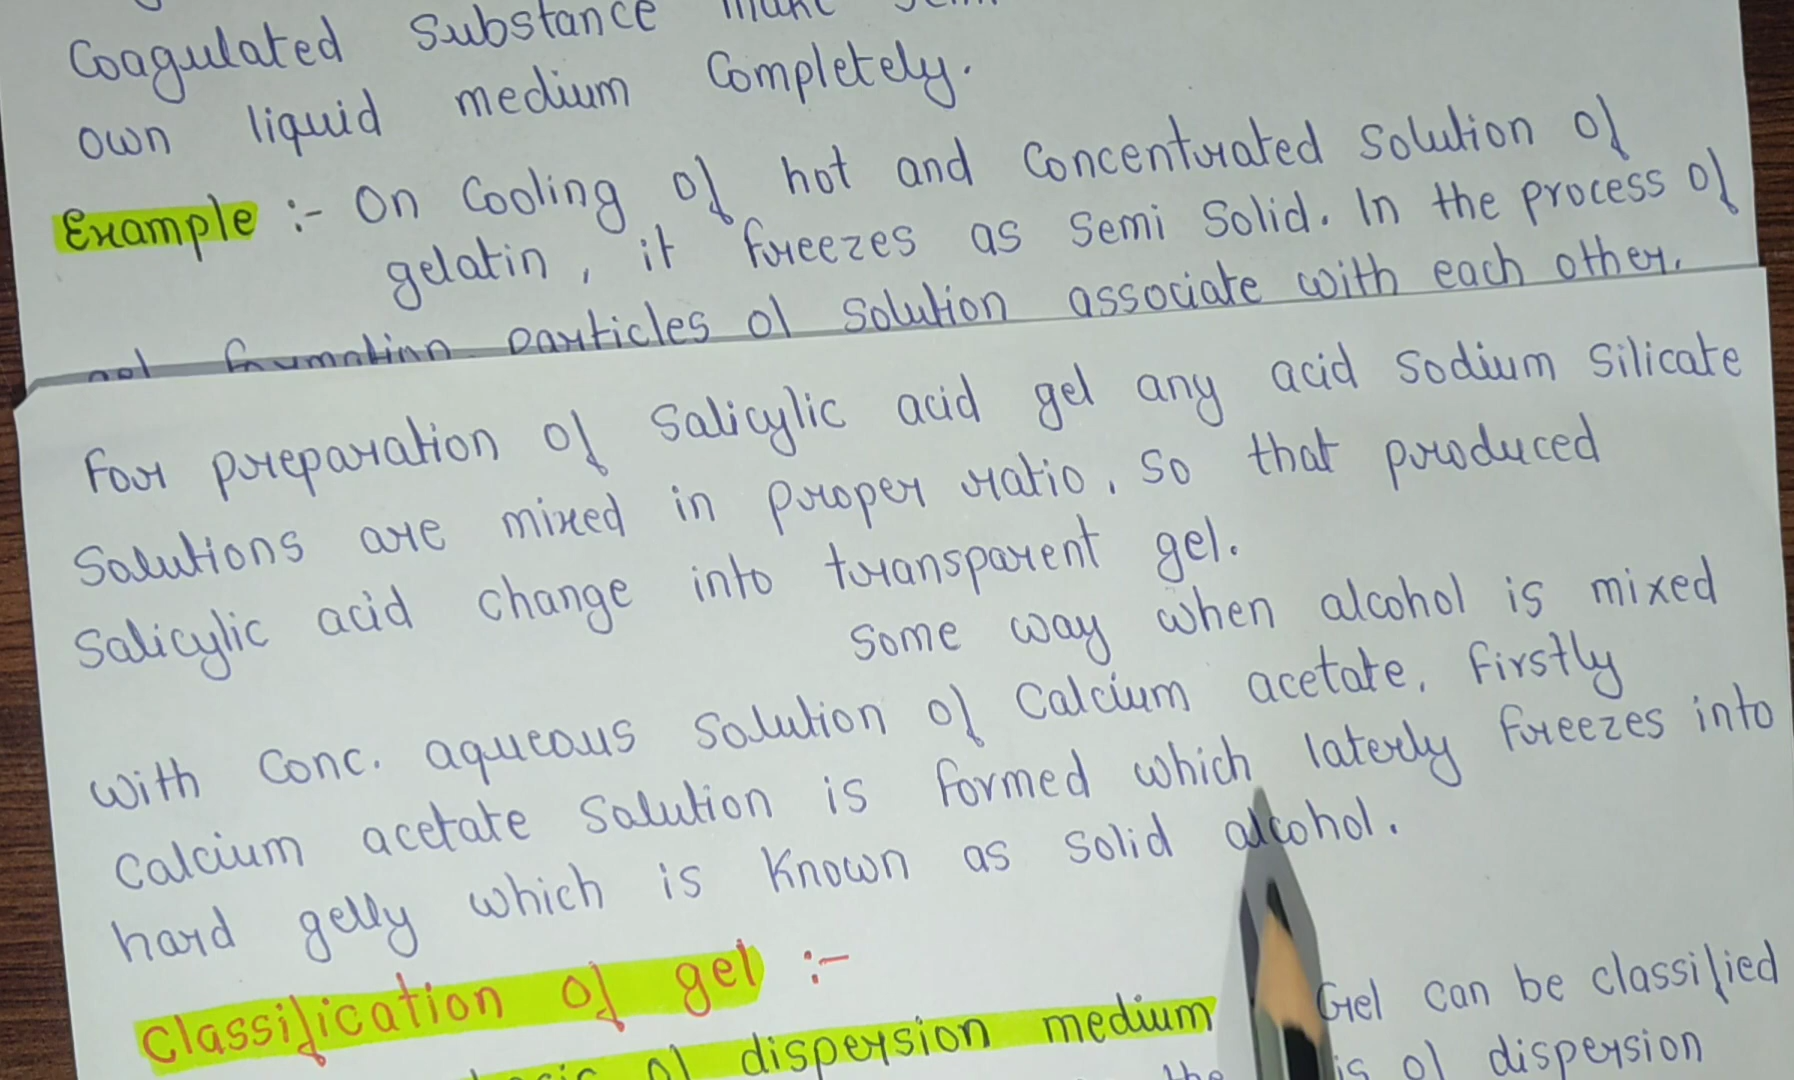 Coagulated substance
own liquid medium completely.
Example :- On Cooling of hot and Concentrated Solution of
gelatin, it freezes as Semi Solid. In the process of
gel formation particles of Solution associate with each other.
For preparation of Salicylic acid gel any acid sodium silicate
Solutions are mixed in proper ratio, So that produced
Salicylic acid change into transparent gel.
Some way when alcohol is mixed
with Conc. aqueous solution of Calcium acetate, Firstly
Calcium acetate Solution is formed which laterly freezes into
hard gelly which is Known as solid alcohol.
Classification of gel :-
of dispersion medium Gel can be classified
the is of dispersion